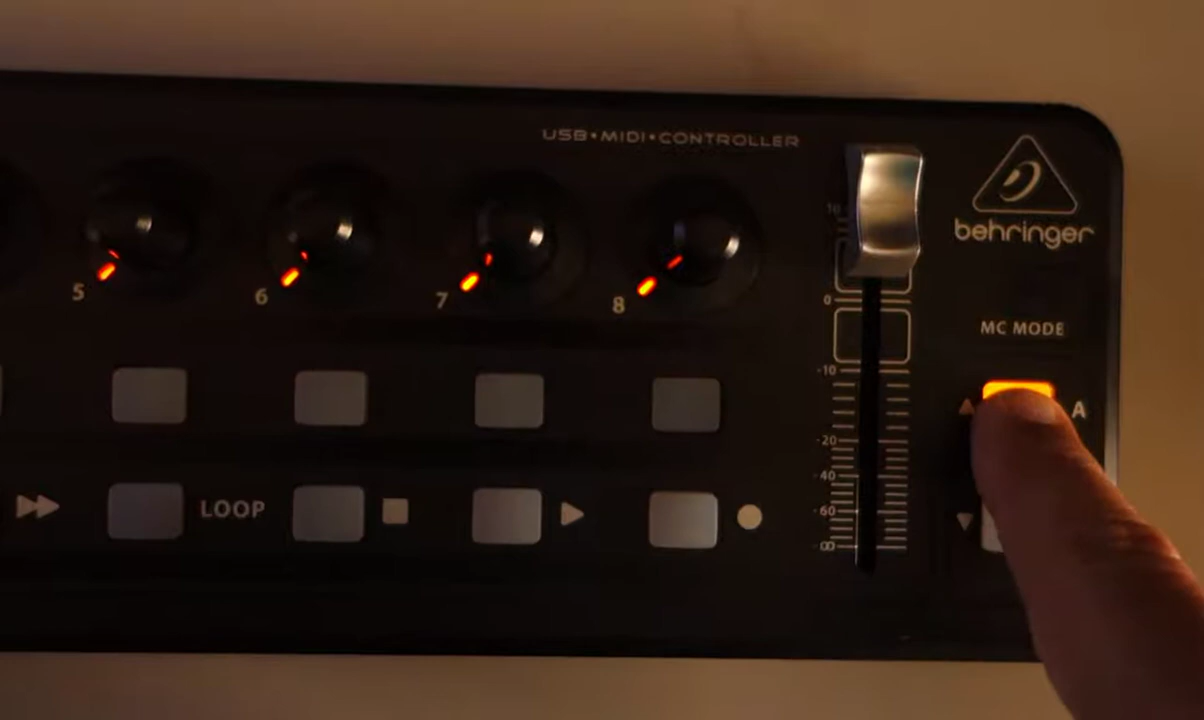 USB•MIDI•CONTROLLER
behringer
10
5
6
7
8
0
MC MODE
-10
A
-20
-40
LOOP
-60
-∞